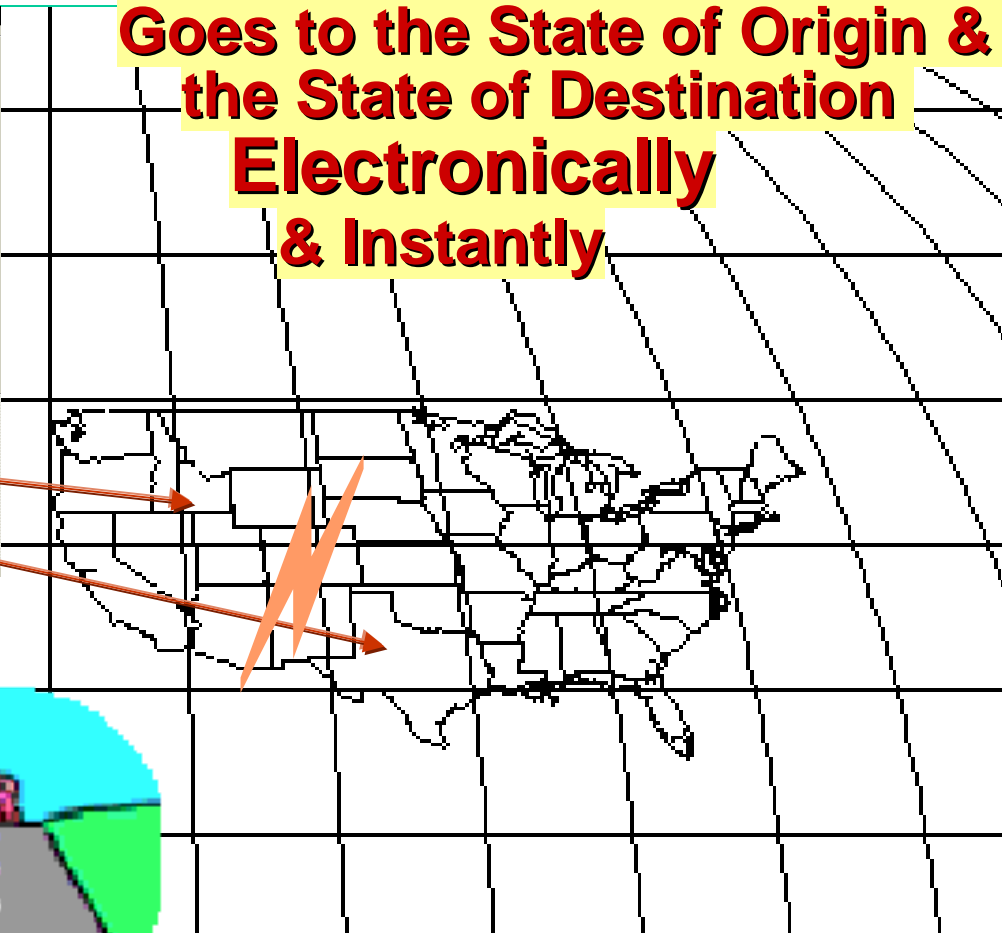 Goes to the State of Origin &
the State of Destination
Electronically
& Instantly